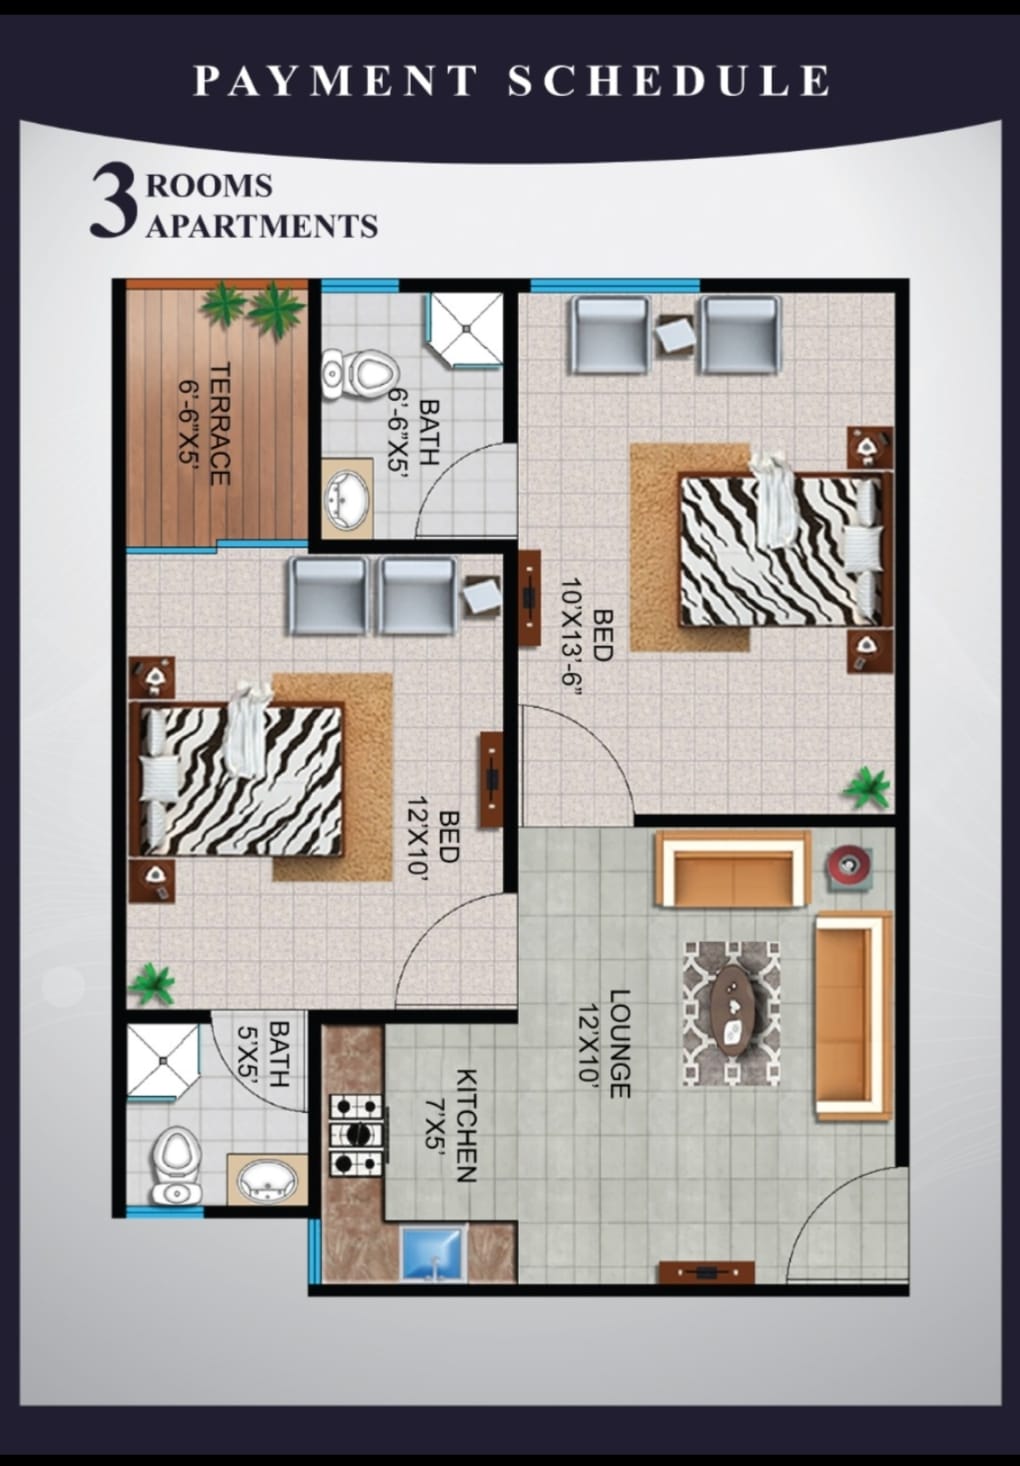 PAYMENT SCHEDULE
3 ROOMS
APARTMENTS
TERRACE
6'-6"X5'
BATH
6'-6"X5'
BED
10'X13'-6"
BED
12'X10'
BATH
5'X5'
KITCHEN
7'X5'
LOUNGE
12'X10'